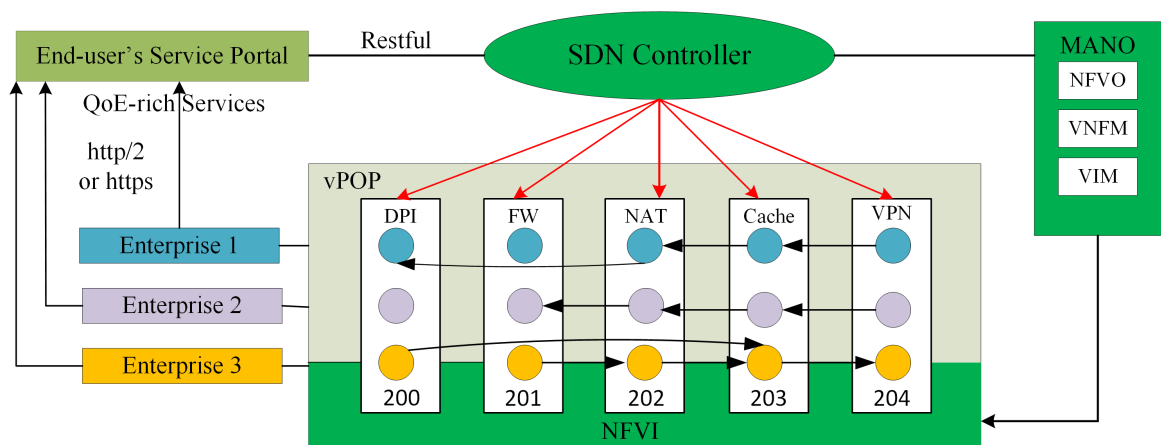 End-user's Service Portal
Restful
SDN Controller
MANO
NFVO
VNFM
VIM
QoE-rich Services
http/2
or https
vPOP
DPI
FW
NAT
Cache
VPN
Enterprise 1
Enterprise 2
Enterprise 3
200
201
202
203
204
NFVI